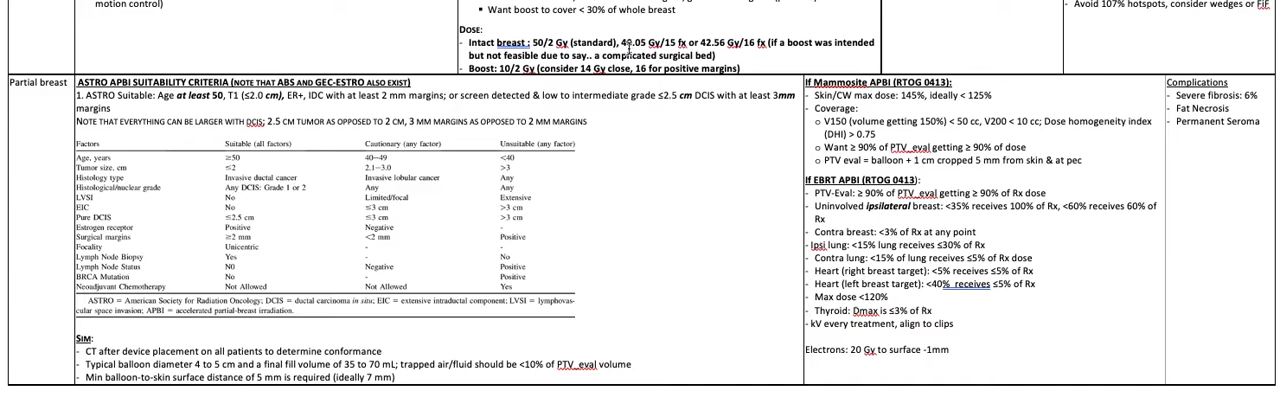 motion control)
▪ Want boost to cover < 30% of whole breast
DOSE:
- Intact breast : 50/2 Gy (standard), 40.05 Gy/15 fx or 42.56 Gy/16 fx (if a boost was intended
but not feasible due to say.. a complicated surgical bed)
- Boost: 10/2 Gy (consider 14 Gy close, 16 for positive margins)
- Avoid 107% hotspots, consider wedges or FiF
Partial breast
ASTRO APBI SUITABILITY CRITERIA (NOTE THAT ABS AND GEC-ESTRO ALSO EXIST)
1. ASTRO Suitable: Age at least 50, T1 (≤2.0 cm), ER+, IDC with at least 2 mm margins; or screen detected & low to intermediate grade ≤2.5 cm DCIS with at least 3mm
margins
NOTE THAT EVERYTHING CAN BE LARGER WITH DCIS; 2.5 CM TUMOR AS OPPOSED TO 2 CM, 3 MM MARGINS AS OPPOSED TO 2 MM MARGINS
Factors Suitable (all factors) Cautionary (any factor) Unsuitable (any factor)
Age, years ≥50 40–49 <40
Tumor size, cm ≤2 2.1–3.0 >3
Histology type Invasive ductal cancer Invasive lobular cancer Any
Histological/nuclear grade Any DCIS: Grade 1 or 2 Any Any
LVSI No Limited/focal Extensive
EIC No ≤3 cm >3 cm
Pure DCIS ≤2.5 cm ≤3 cm >3 cm
Estrogen receptor Positive Negative -
Surgical margins ≥2 mm <2 mm Positive
Focality Unicentric - -
Lymph Node Biopsy Yes - No
Lymph Node Status N0 Negative Positive
BRCA Mutation No - Positive
Neoadjuvant Chemotherapy Not Allowed Not Allowed Yes
ASTRO = American Society for Radiation Oncology; DCIS = ductal carcinoma in situ; EIC = extensive intraductal component; LVSI = lymphovas-
cular space invasion; APBI = accelerated partial-breast irradiation.
SIM:
- CT after device placement on all patients to determine conformance
- Typical balloon diameter 4 to 5 cm and a final fill volume of 35 to 70 mL; trapped air/fluid should be <10% of PTV_eval volume
- Min balloon-to-skin surface distance of 5 mm is required (ideally 7 mm)
If Mammosite APBI (RTOG 0413):
- Skin/CW max dose: 145%, ideally < 125%
- Coverage:
o V150 (volume getting 150%) < 50 cc, V200 < 10 cc; Dose homogeneity index
(DHI) > 0.75
o Want ≥ 90% of PTV_eval getting ≥ 90% of dose
o PTV eval = balloon + 1 cm cropped 5 mm from skin & at pec
If EBRT APBI (RTOG 0413):
- PTV-Eval: ≥ 90% of PTV_eval getting ≥ 90% of Rx dose
- Uninvolved ipsilateral breast: <35% receives 100% of Rx, <60% receives 60% of
Rx
- Contra breast: <3% of Rx at any point
- Ipsi lung: <15% lung receives ≤30% of Rx
- Contra lung: <15% of lung receives ≤5% of Rx dose
- Heart (right breast target): <5% receives ≤5% of Rx
- Heart (left breast target): <40% receives ≤5% of Rx
- Max dose <120%
- Thyroid: Dmax is ≤3% of Rx
- kV every treatment, align to clips
Electrons: 20 Gy to surface -1mm
Complications
- Severe fibrosis: 6%
- Fat Necrosis
- Permanent Seroma